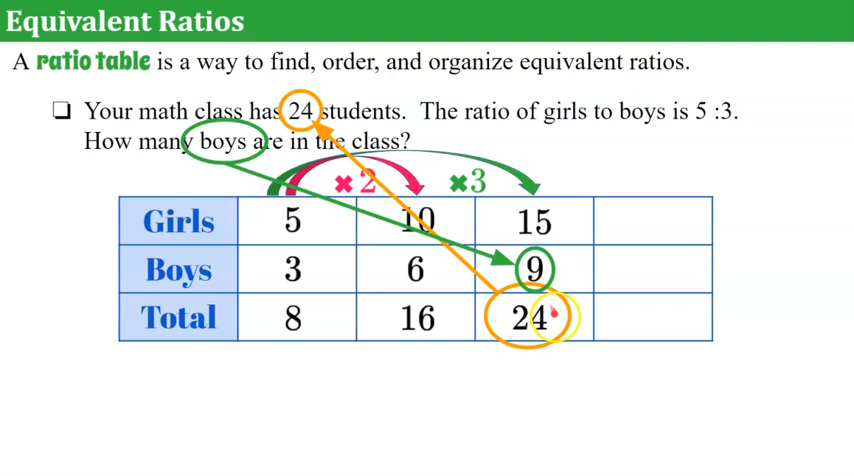 Equivalent Ratios
A ratio table is a way to find, order, and organize equivalent ratios.
❑ Your math class has 24 students. The ratio of girls to boys is 5 :3.
How many boys are in the class?
×2 ×3
Girls 5 10 15
Boys 3 6 9
Total 8 16 24